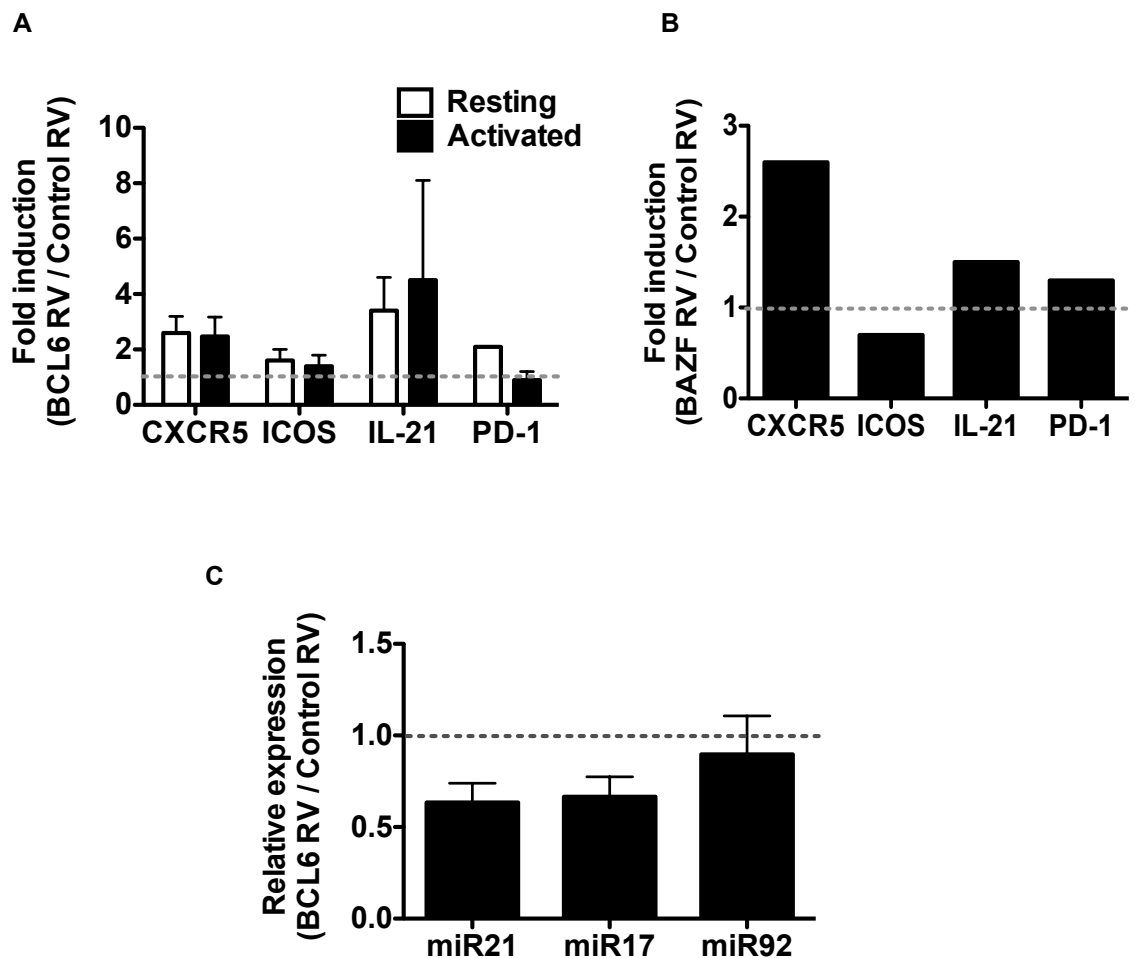 A
Fold induction
(BCL6 RV / Control RV)
10
8
6
4
2
0
Resting
Activated
CXCR5 ICOS IL-21 PD-1
B
Fold induction
(BAZF RV / Control RV)
3
2
1
0
CXCR5 ICOS IL-21 PD-1
C
Relative expression
(BCL6 RV / Control RV)
1.5
1.0
0.5
0.0
miR21 miR17 miR92